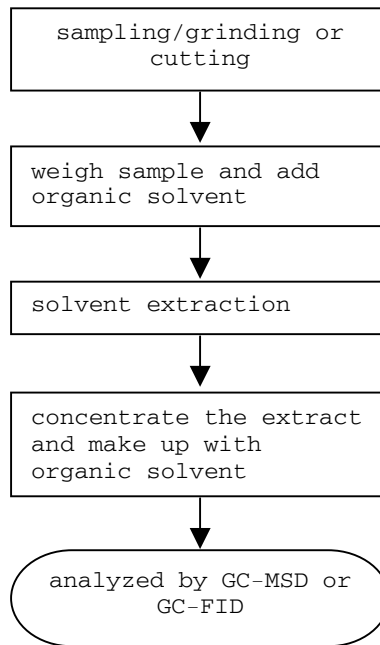 sampling/grinding or
cutting
weigh sample and add
organic solvent
solvent extraction
concentrate the extract
and make up with
organic solvent
analyzed by GC-MSD or
GC-FID